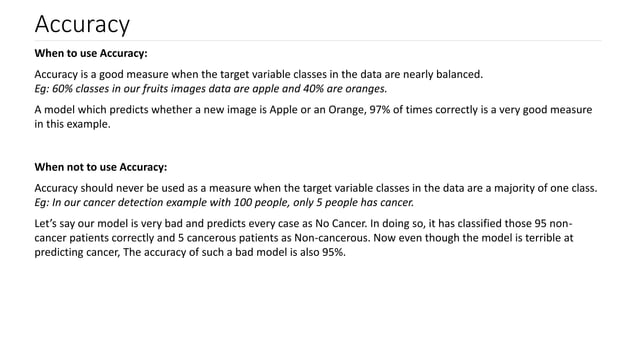 Accuracy
When to use Accuracy:
Accuracy is a good measure when the target variable classes in the data are nearly balanced.
Eg: 60% classes in our fruits images data are apple and 40% are oranges.
A model which predicts whether a new image is Apple or an Orange, 97% of times correctly is a very good measure
in this example.
When not to use Accuracy:
Accuracy should never be used as a measure when the target variable classes in the data are a majority of one class.
Eg: In our cancer detection example with 100 people, only 5 people has cancer.
Let’s say our model is very bad and predicts every case as No Cancer. In doing so, it has classified those 95 non-
cancer patients correctly and 5 cancerous patients as Non-cancerous. Now even though the model is terrible at
predicting cancer, The accuracy of such a bad model is also 95%.